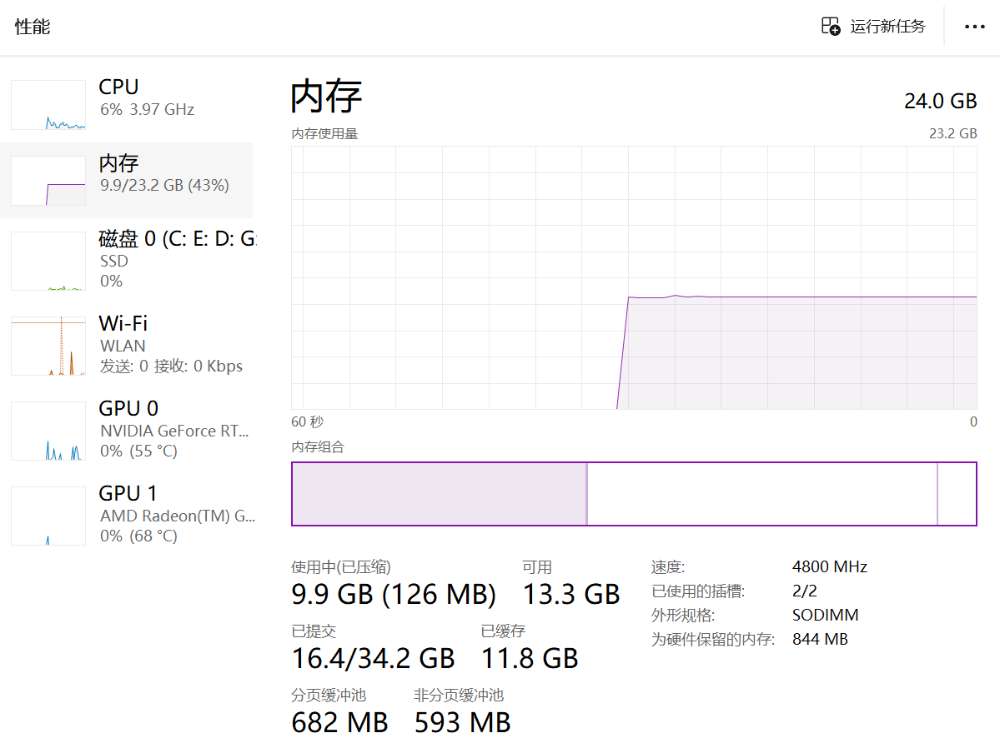 性能
运行新任务
CPU
6% 3.97 GHz
内存
9.9/23.2 GB (43%)
磁盘 0 (C: E: D: G:
SSD
0%
Wi-Fi
WLAN
发送: 0 接收: 0 Kbps
GPU 0
NVIDIA GeForce RT...
0% (55 °C)
GPU 1
AMD Radeon(TM) G...
0% (68 °C)
内存
24.0 GB
内存使用量
23.2 GB
60 秒
0
内存组合
使用中(已压缩)
9.9 GB (126 MB)
可用
13.3 GB
已提交
16.4/34.2 GB
已缓存
11.8 GB
分页缓冲池
682 MB
非分页缓冲池
593 MB
速度: 4800 MHz
已使用的插槽: 2/2
外形规格: SODIMM
为硬件保留的内存: 844 MB